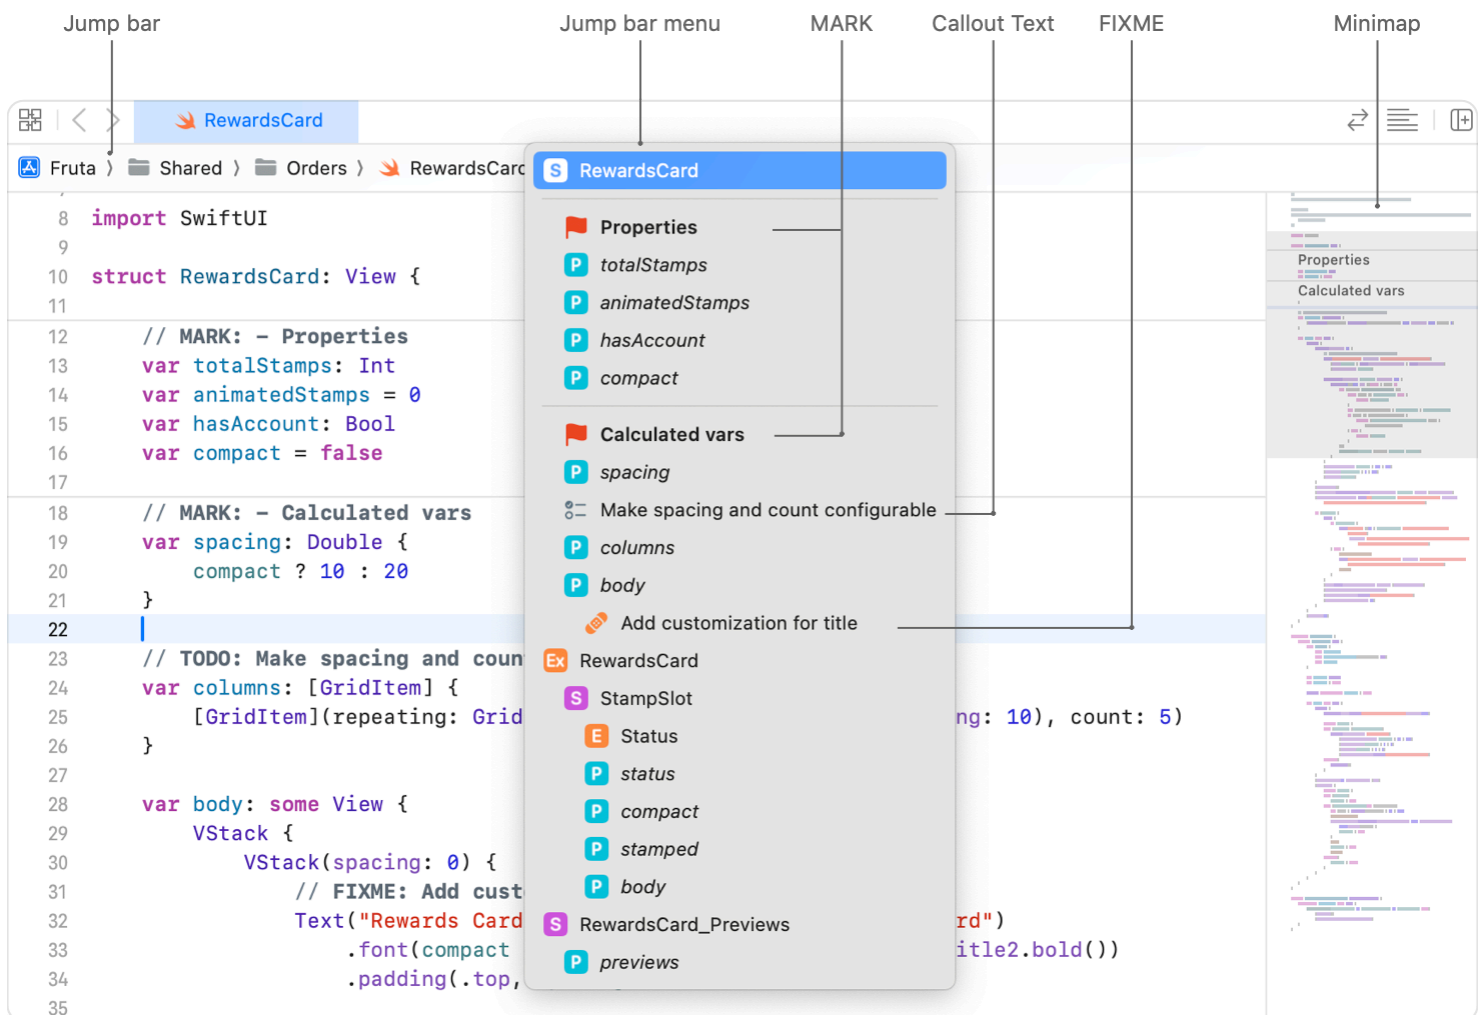 Jump bar
Jump bar menu
MARK
Callout Text
FIXME
Minimap
RewardsCard
Fruta 〉 Shared 〉 Orders 〉 RewardsCard
8 import SwiftUI
9
10 struct RewardsCard: View {
11
12 // MARK: – Properties
13 var totalStamps: Int
14 var animatedStamps = 0
15 var hasAccount: Bool
16 var compact = false
17
18 // MARK: – Calculated vars
19 var spacing: Double {
20 compact ? 10 : 20
21 }
22
23 // TODO: Make spacing and coun
24 var columns: [GridItem] {
25 [GridItem](repeating: Grid ng: 10), count: 5)
26 }
27
28 var body: some View {
29 VStack {
30 VStack(spacing: 0) {
31 // FIXME: Add cust
32 Text("Rewards Card rd")
33 .font(compact itle2.bold())
34 .padding(.top,
35
S RewardsCard
Properties
P totalStamps
P animatedStamps
P hasAccount
P compact
Calculated vars
P spacing
Make spacing and count configurable
P columns
P body
Add customization for title
Ex RewardsCard
S StampSlot
E Status
P status
P compact
P stamped
P body
S RewardsCard_Previews
P previews
Properties
Calculated vars